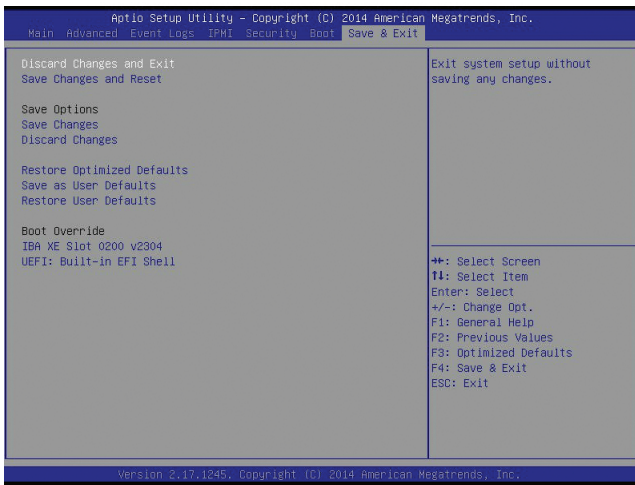 Aptio Setup Utility – Copyright (C) 2014 American Megatrends, Inc.
Main Advanced Event Logs IPMI Security Boot Save & Exit
Discard Changes and Exit
Save Changes and Reset
Save Options
Save Changes
Discard Changes
Restore Optimized Defaults
Save as User Defaults
Restore User Defaults
Boot Override
IBA XE Slot 0200 v2304
UEFI: Built-in EFI Shell
Exit system setup without
saving any changes.
→←: Select Screen
↑↓: Select Item
Enter: Select
+/-: Change Opt.
F1: General Help
F2: Previous Values
F3: Optimized Defaults
F4: Save & Exit
ESC: Exit
Version 2.17.1245. Copyright (C) 2014 American Megatrends, Inc.